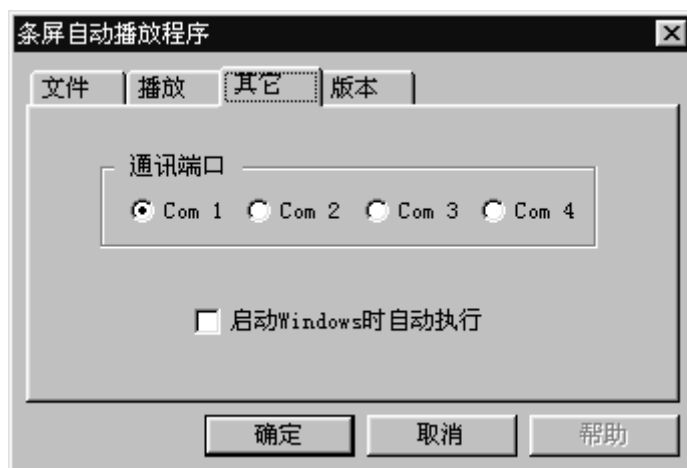 条屏自动播放程序
文件 播放 其它 版本
通讯端口
Com 1 Com 2 Com 3 Com 4
启动Windows时自动执行
确定 取消 帮助